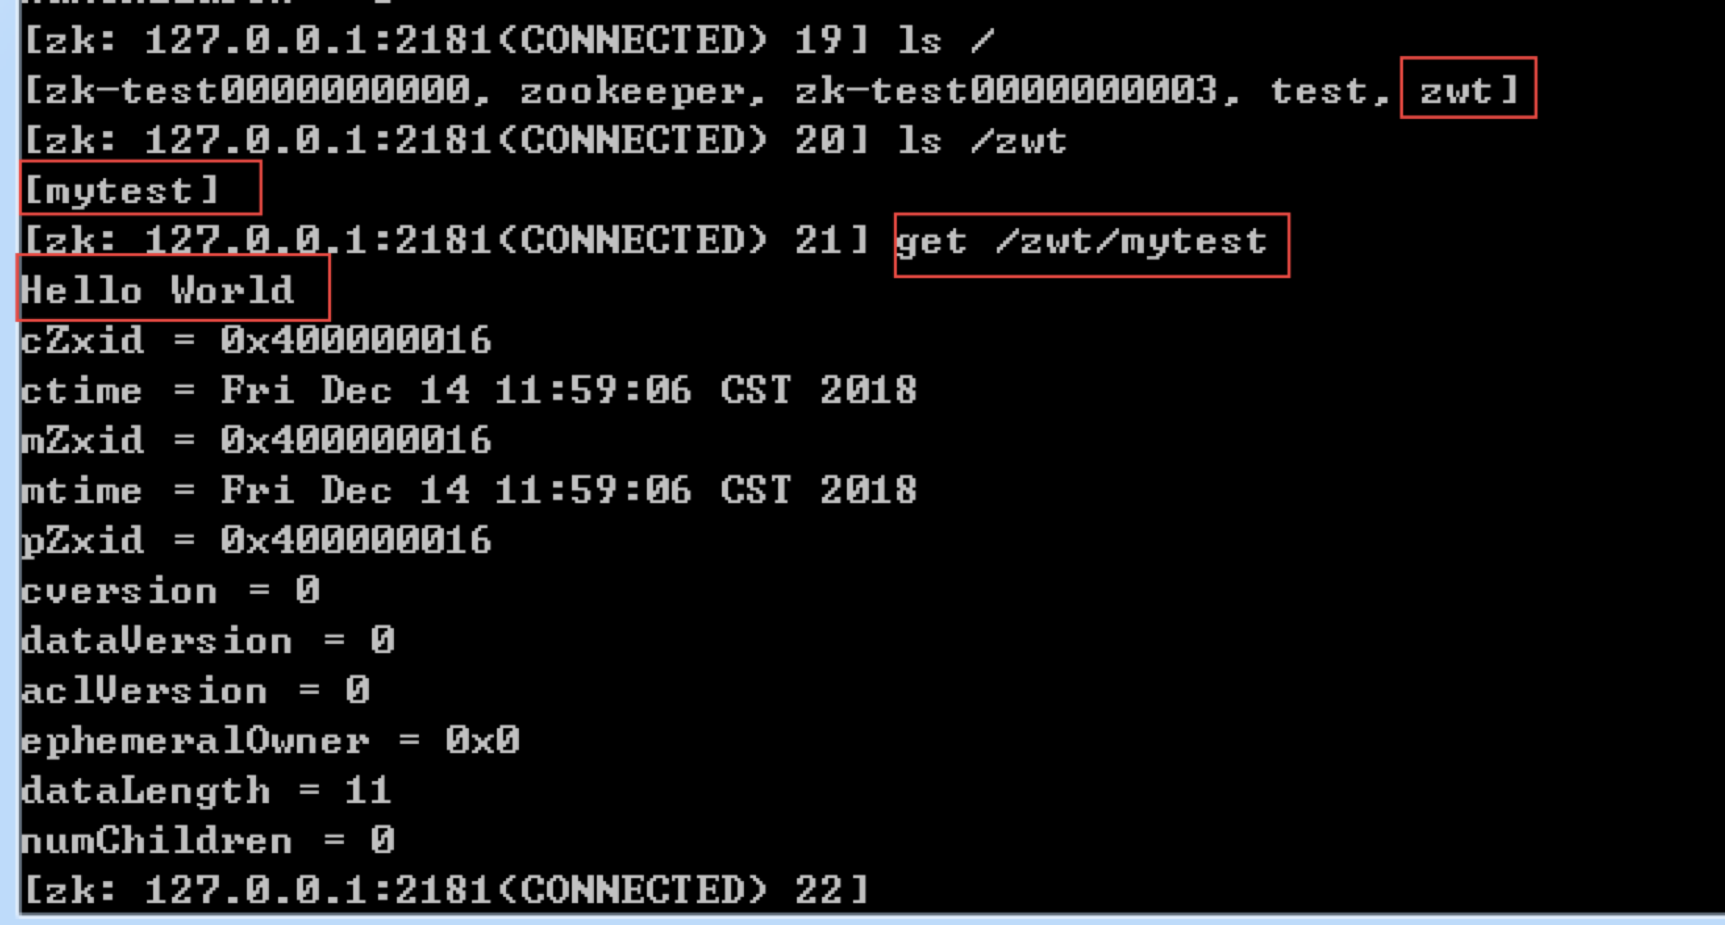 [zk: 127.0.0.1:2181(CONNECTED) 19] ls /
[zk-test0000000000, zookeeper, zk-test0000000003, test, zwt]
[zk: 127.0.0.1:2181(CONNECTED) 20] ls /zwt
[mytest]
[zk: 127.0.0.1:2181(CONNECTED) 21] get /zwt/mytest
Hello World
cZxid = 0x400000016
ctime = Fri Dec 14 11:59:06 CST 2018
mZxid = 0x400000016
mtime = Fri Dec 14 11:59:06 CST 2018
pZxid = 0x400000016
cversion = 0
dataVersion = 0
aclVersion = 0
ephemeralOwner = 0x0
dataLength = 11
numChildren = 0
[zk: 127.0.0.1:2181(CONNECTED) 22]